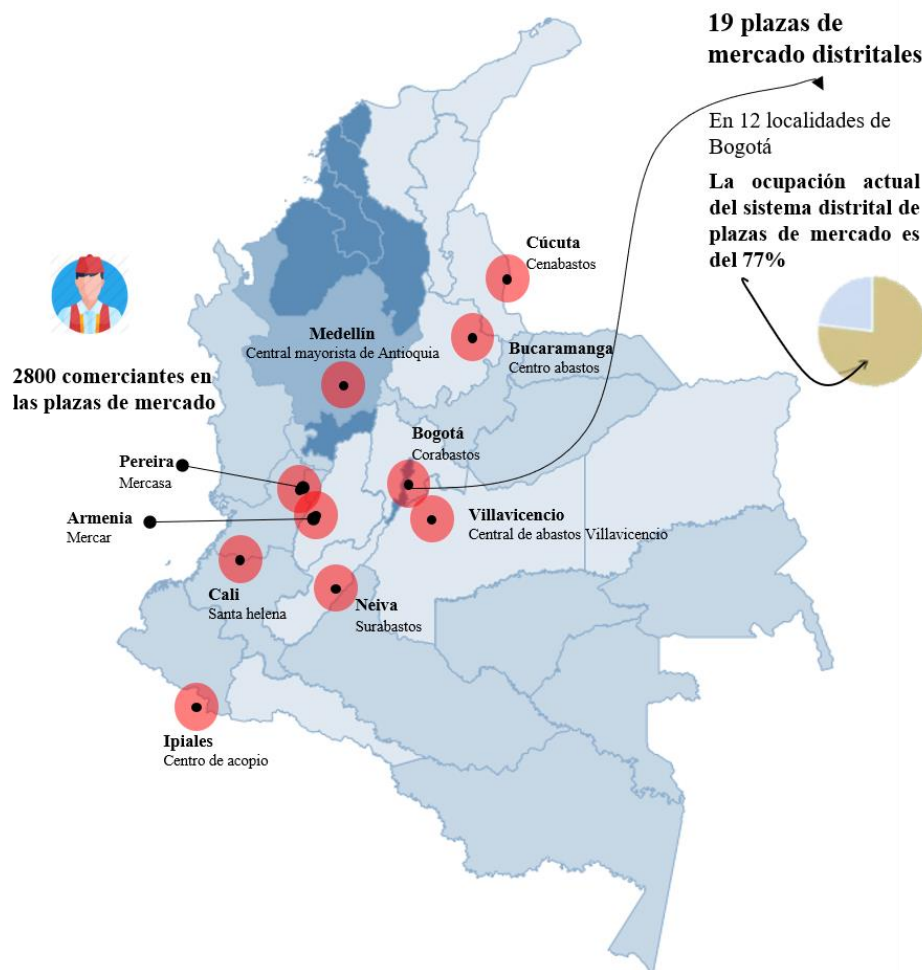 19 plazas de
mercado distritales
En 12 localidades de
Bogotá
La ocupación actual
del sistema distrital de
plazas de mercado es
del 77%
Cúcuta
Cenabastos
Medellín
Central mayorista de Antioquia
Bucaramanga
Centro abastos
2800 comerciantes en
las plazas de mercado
Bogotá
Corabastos
Pereira
Mercasa
Armenia
Mercar
Villavicencio
Central de abastos Villavicencio
Cali
Santa helena
Neiva
Surabastos
Ipiales
Centro de acopio